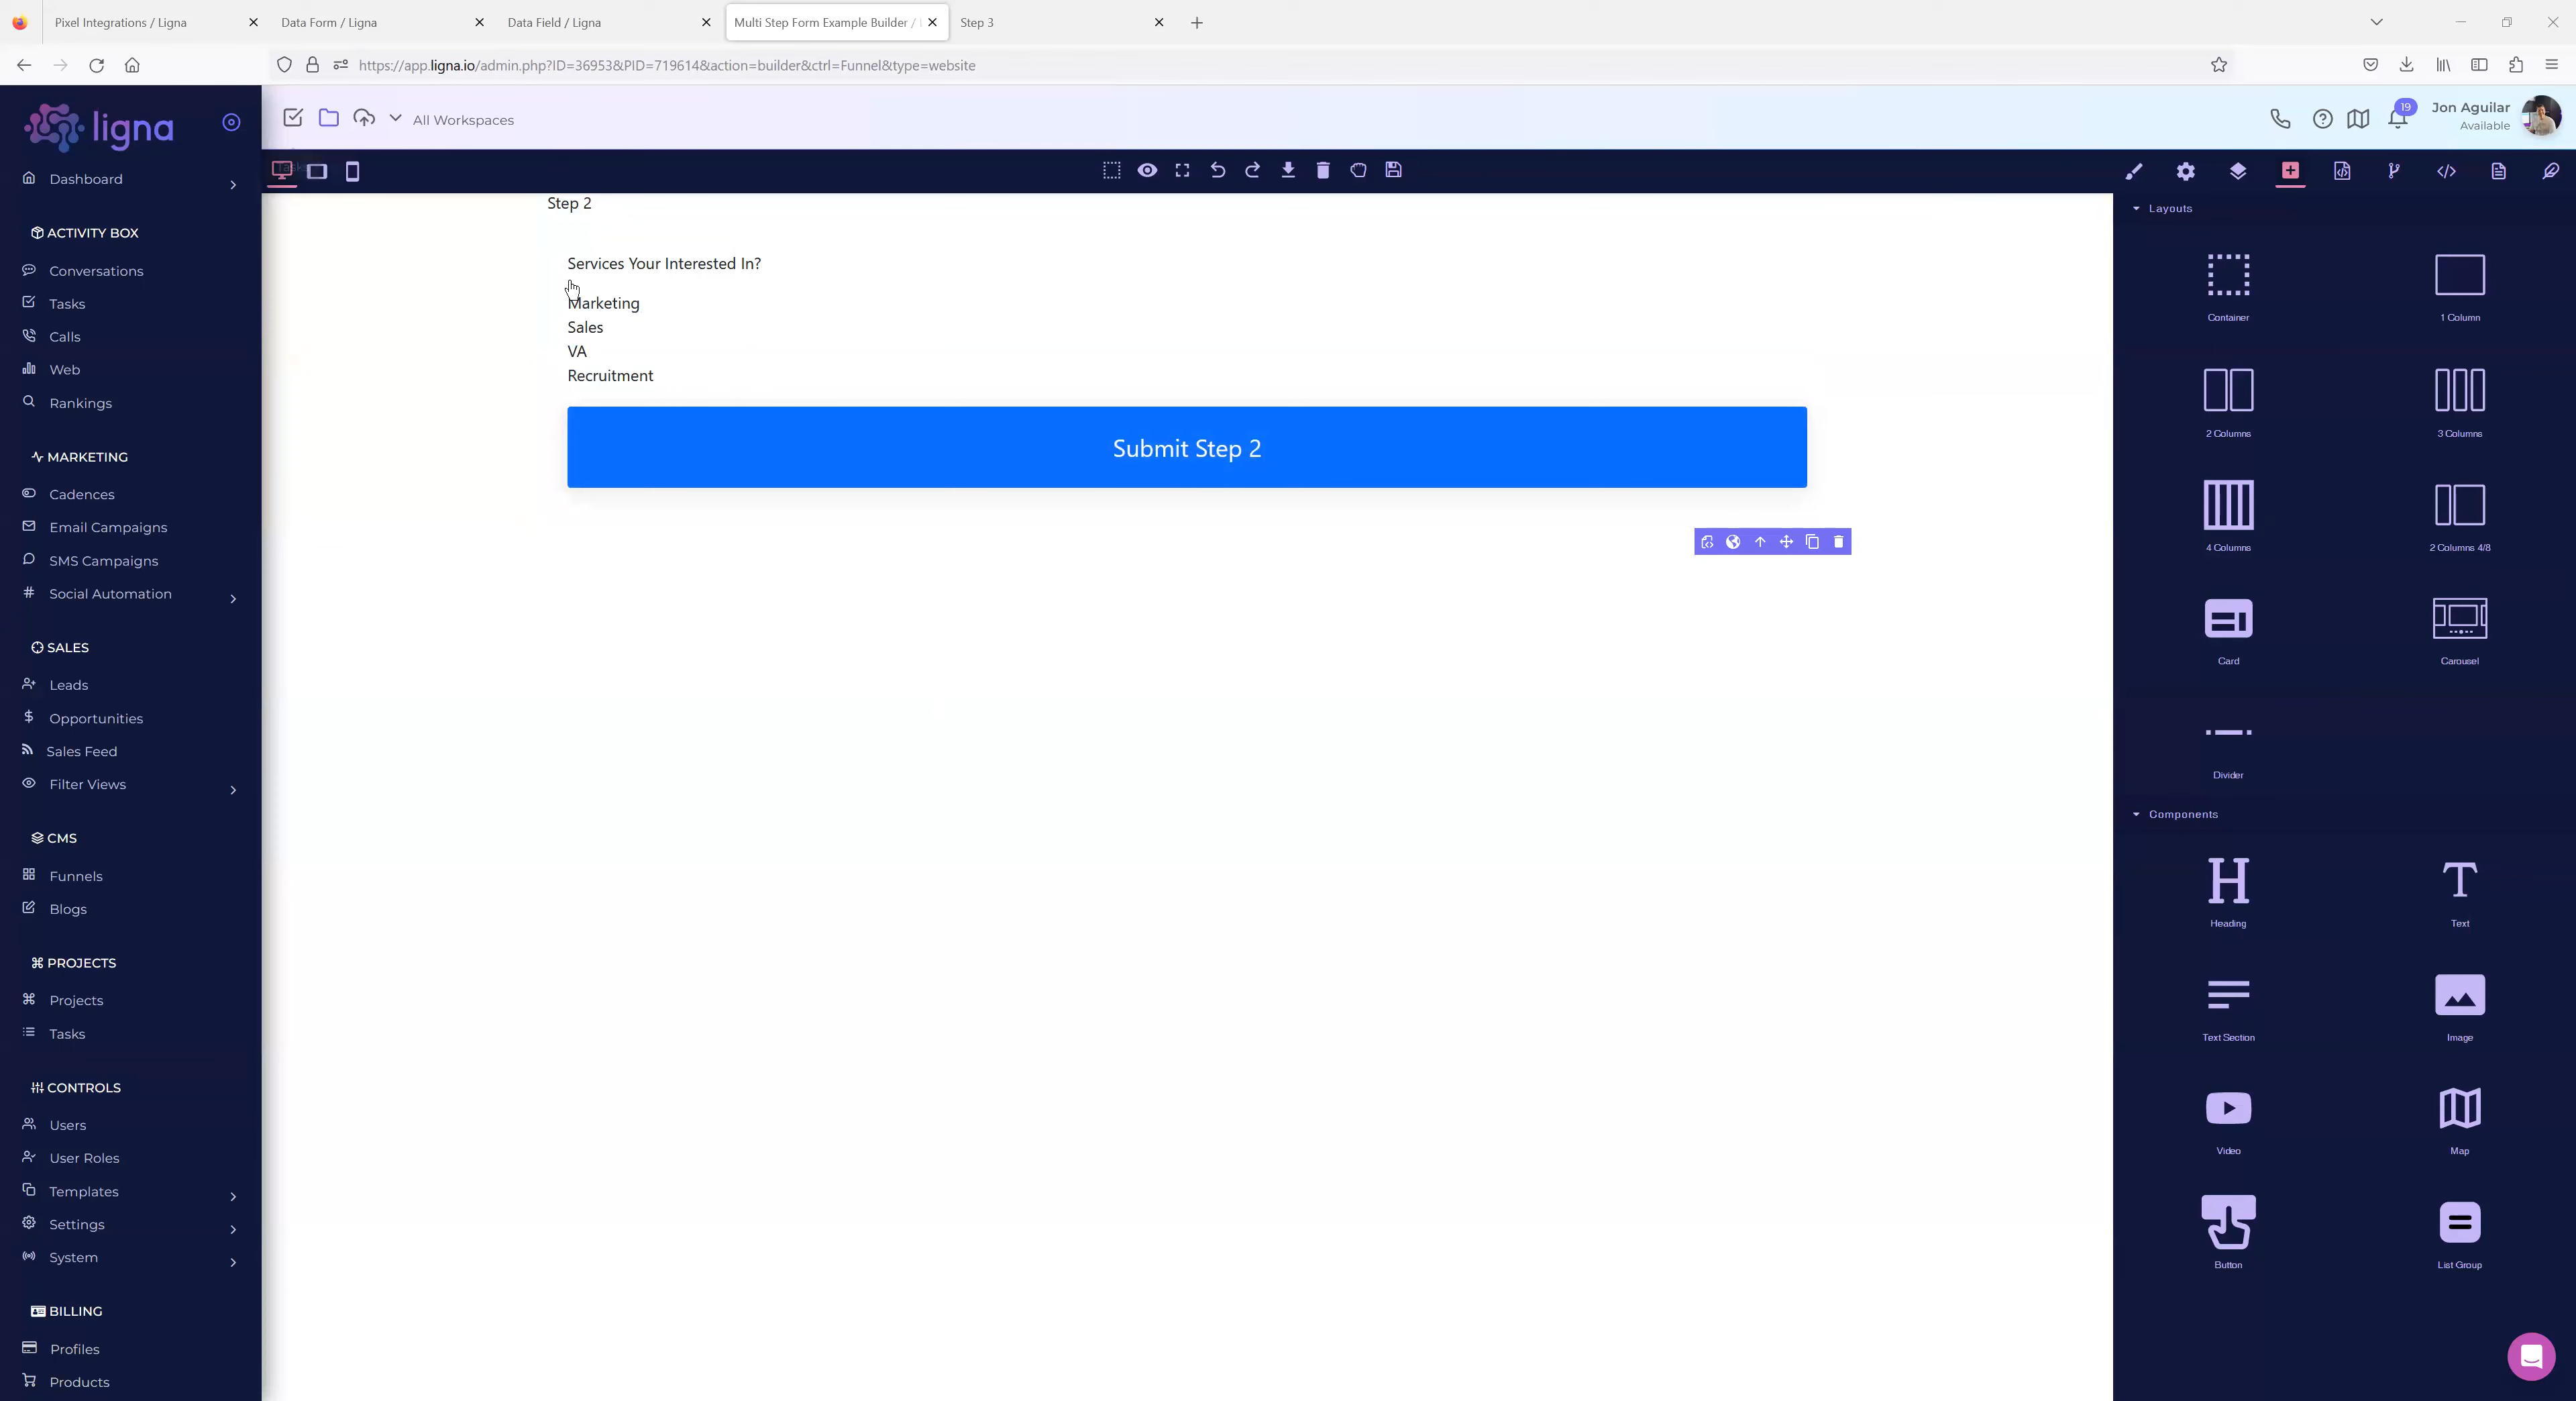 Pixel Integrations / Ligna
Data Form / Ligna
Data Field / Ligna
Multi Step Form Example Builder /
Step 3
https://app.ligna.io/admin.php?ID=36953&PID=719614&action=builder&ctrl=Funnel&type=website
ligna
All Workspaces
19
Jon Aguilar
Available
Dashboard
ACTIVITY BOX
Conversations
Tasks
Calls
Web
Rankings
MARKETING
Cadences
Email Campaigns
SMS Campaigns
Social Automation
SALES
Leads
Opportunities
Sales Feed
Filter Views
CMS
Funnels
Blogs
PROJECTS
Projects
Tasks
CONTROLS
Users
User Roles
Templates
Settings
System
BILLING
Profiles
Products
Step 2
Services Your Interested In?
Marketing
Sales
VA
Recruitment
Submit Step 2
Layouts
Container
1 Column
2 Columns
3 Columns
4 Columns
2 Columns 4/8
Card
Carousel
Divider
Components
Heading
Text
Text Section
Image
Video
Map
Button
List Group